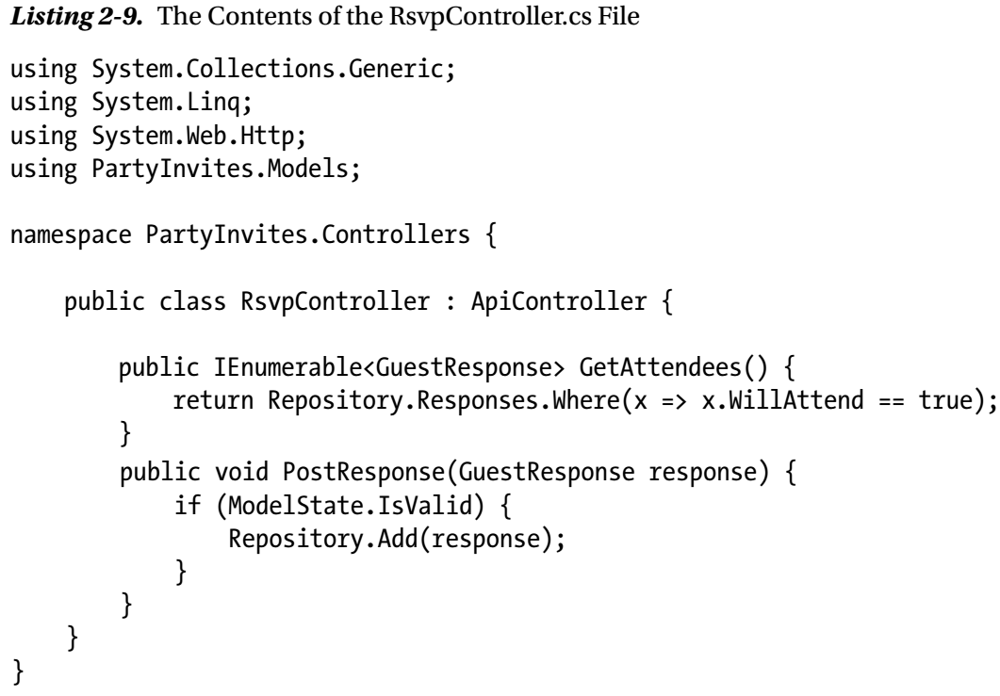 Listing 2-9. The Contents of the RsvpController.cs File
using System.Collections.Generic;
using System.Linq;
using System.Web.Http;
using PartyInvites.Models;
namespace PartyInvites.Controllers {
    public class RsvpController : ApiController {
        public IEnumerable<GuestResponse> GetAttendees() {
            return Repository.Responses.Where(x => x.WillAttend == true);
        }
        public void PostResponse(GuestResponse response) {
            if (ModelState.IsValid) {
                Repository.Add(response);
            }
        }
    }
}